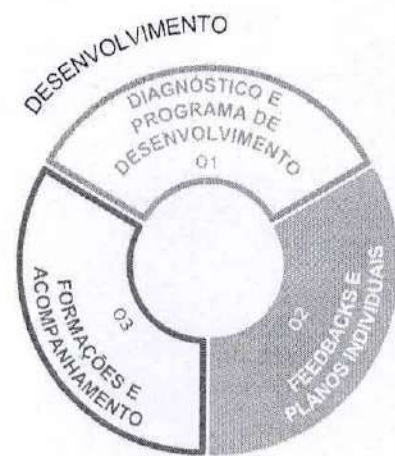 DESENVOLVIMENTO
DIAGNÓSTICO E
PROGRAMA DE
DESENVOLVIMENTO
01
02
FEEDBACKS E
PLANOS INDIVIDUAIS
03
FORMAÇÕES E
ACOMPANHAMENTO